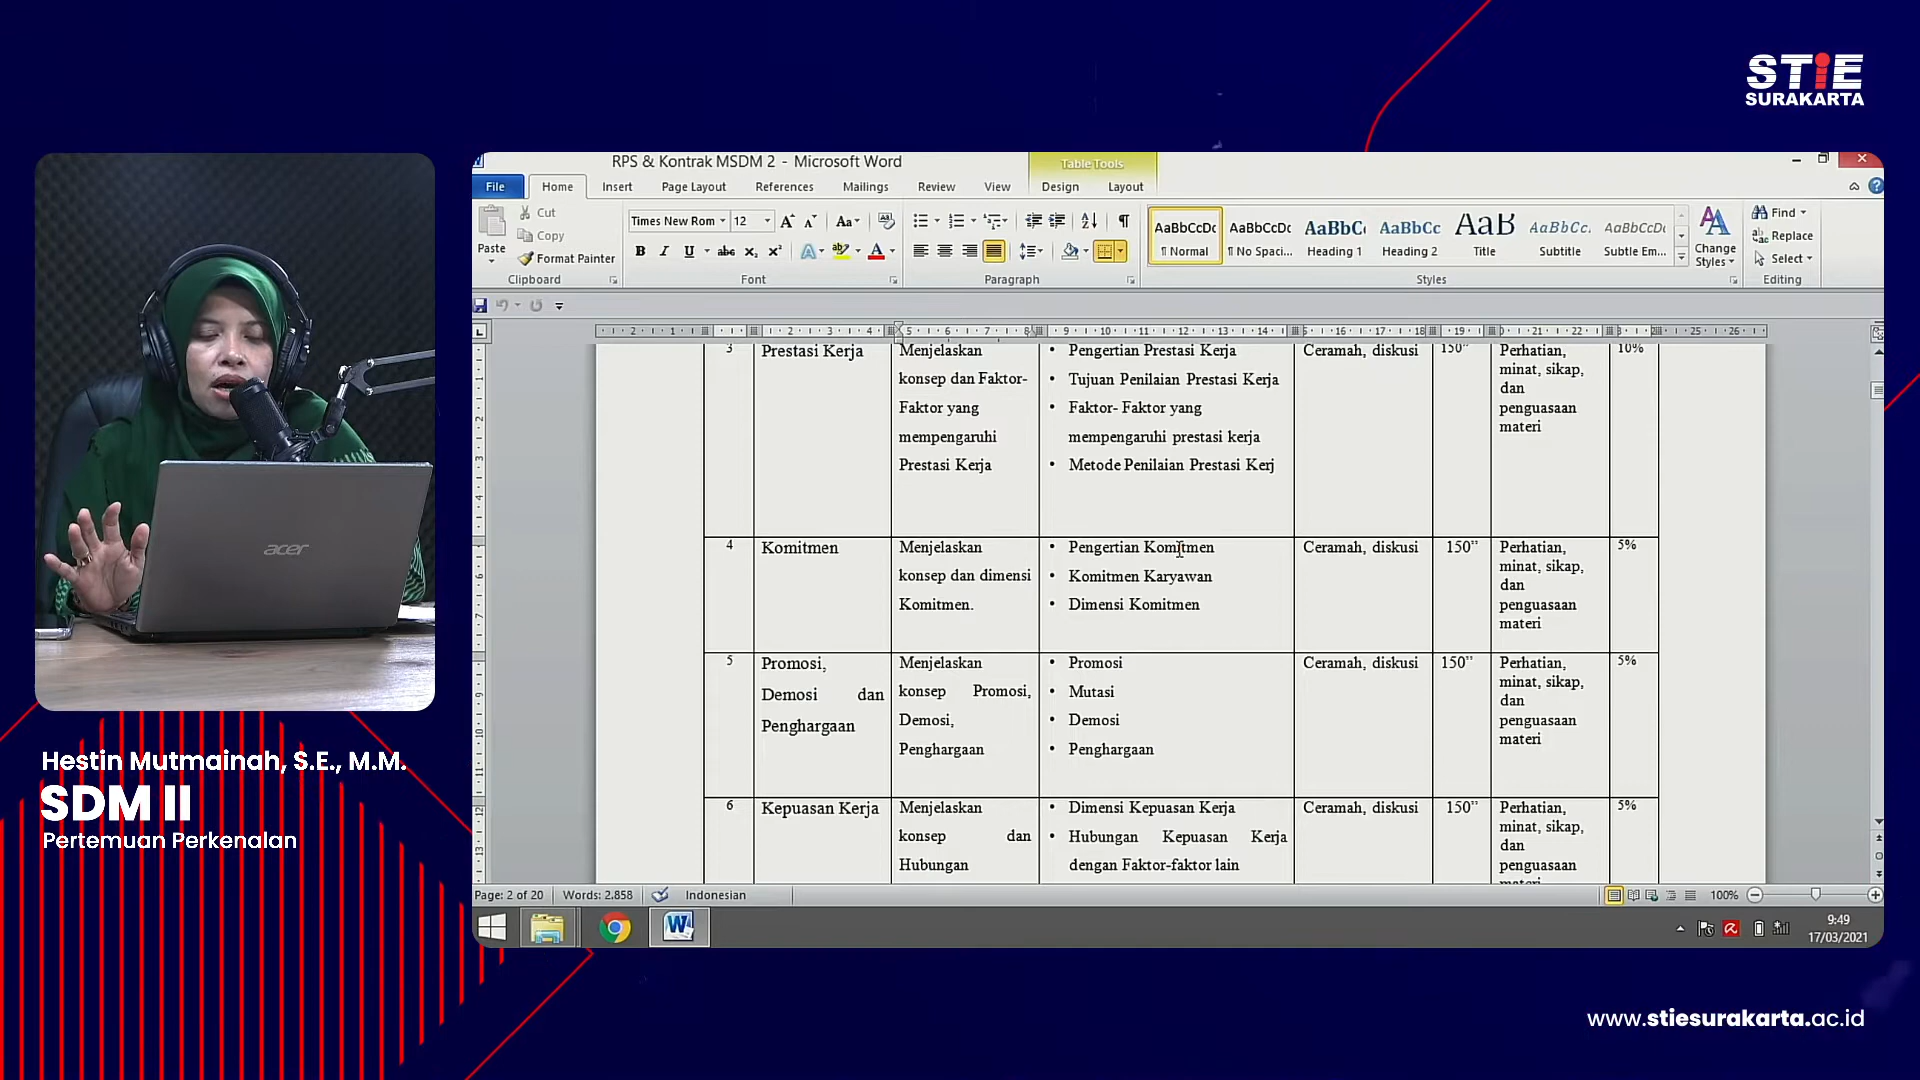 STiE
SURAKARTA
RPS & Kontrak MSDM 2 - Microsoft Word
Table Tools
File
Home
Insert
Page Layout
References
Mailings
Review
View
Design
Layout
Paste
Cut
Copy
Format Painter
Times New Rom
12
AaBbCcDc
¶ Normal
AaBbCcDc
¶ No Spaci...
AaBbCc
Heading 1
AaBbCc
Heading 2
AaB
Title
AaBbCc.
Subtitle
AaBbCcDc
Subtle Em...
Change
Styles
Find
Replace
Select
Clipboard
Font
Paragraph
Styles
Editing
3
Prestasi Kerja
Menjelaskan
konsep dan Faktor-
Faktor yang
mempengaruhi
Prestasi Kerja
• Pengertian Prestasi Kerja
• Tujuan Penilaian Prestasi Kerja
• Faktor- Faktor yang
mempengaruhi prestasi kerja
• Metode Penilaian Prestasi Kerj
Ceramah, diskusi
150”
Perhatian,
minat, sikap,
dan
penguasaan
materi
10%
4
Komitmen
Menjelaskan
konsep dan dimensi
Komitmen.
• Pengertian Komitmen
• Komitmen Karyawan
• Dimensi Komitmen
Ceramah, diskusi
150”
Perhatian,
minat, sikap,
dan
penguasaan
materi
5%
5
Promosi,
Demosi dan
Penghargaan
Menjelaskan
konsep Promosi,
Demosi,
Penghargaan
• Promosi
• Mutasi
• Demosi
• Penghargaan
Ceramah, diskusi
150”
Perhatian,
minat, sikap,
dan
penguasaan
materi
5%
6
Kepuasan Kerja
Menjelaskan
konsep dan
Hubungan
• Dimensi Kepuasan Kerja
• Hubungan Kepuasan Kerja
dengan Faktor-faktor lain
Ceramah, diskusi
150”
Perhatian,
minat, sikap,
dan
penguasaan
materi
5%
Page: 2 of 20
Words: 2.858
Indonesian
100%
9:49
17/03/2021
acer
Hestin Mutmainah, S.E., M.M.
SDM II
Pertemuan Perkenalan
www.stiesurakarta.ac.id